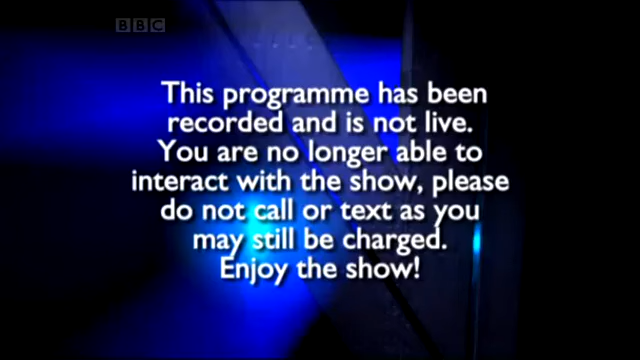 BBC
This programme has been
recorded and is not live.
You are no longer able to
interact with the show, please
do not call or text as you
may still be charged.
Enjoy the show!